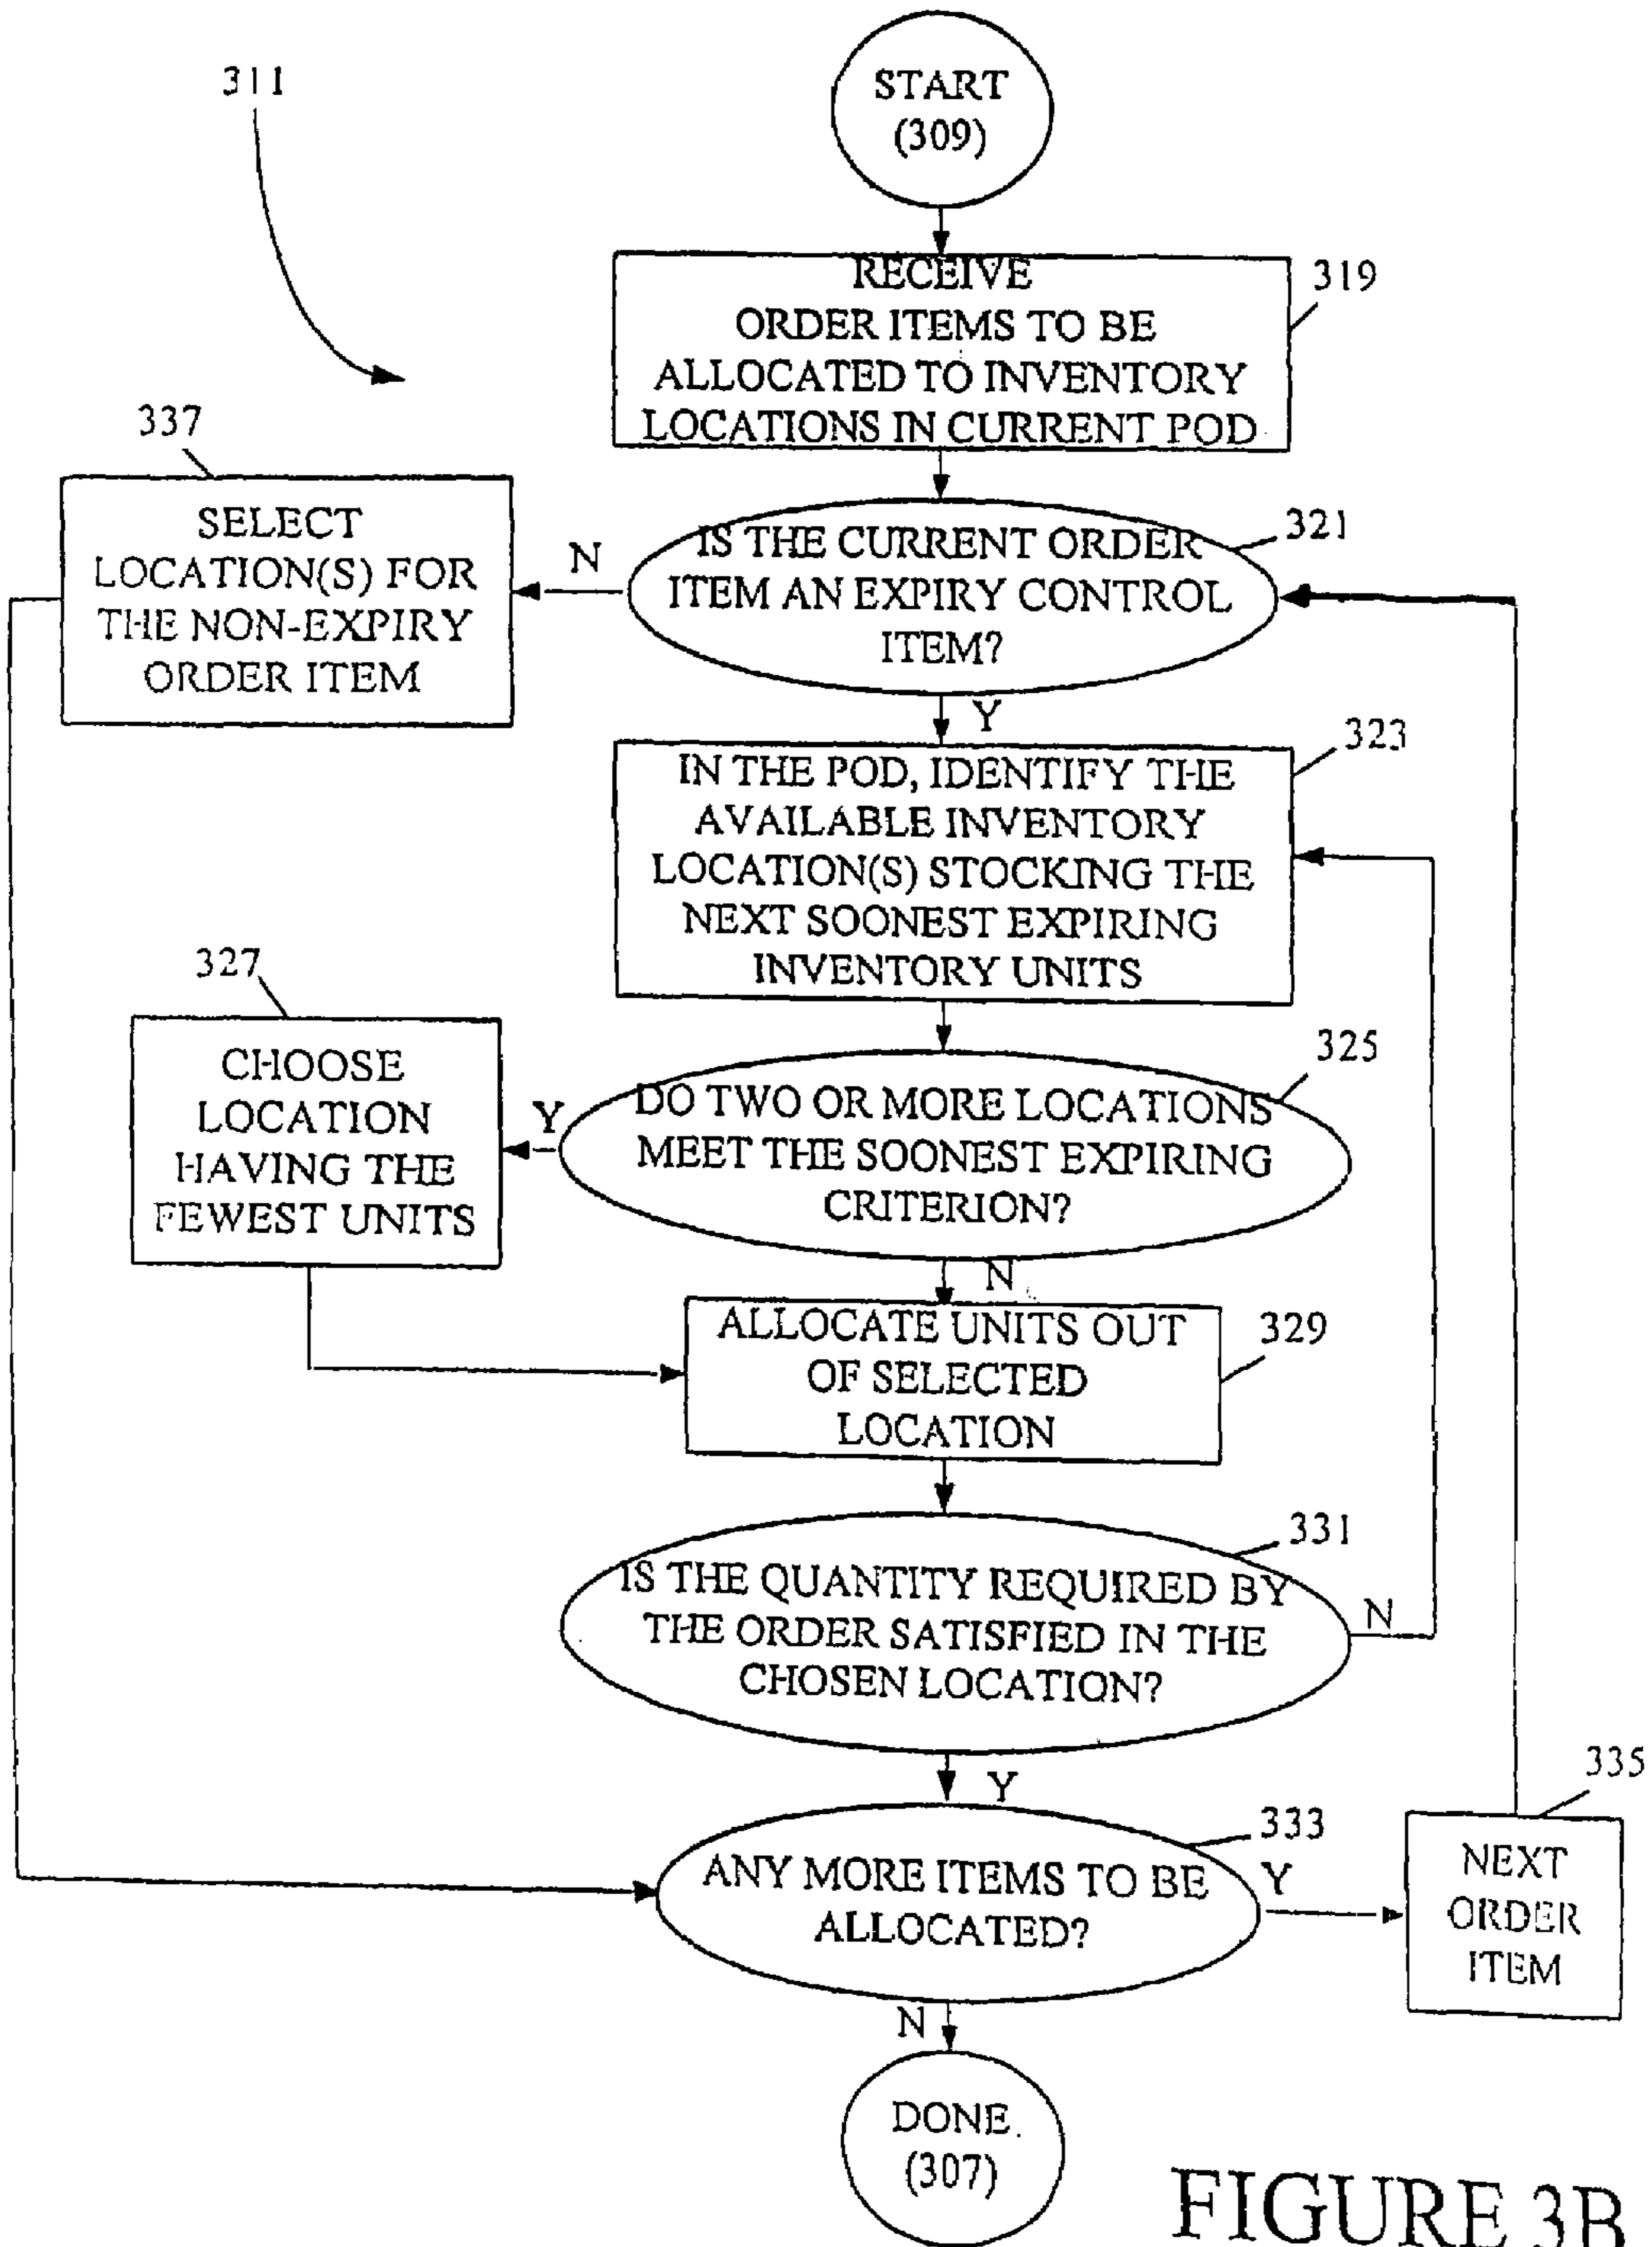 311
START
(309)
RECEIVE
ORDER ITEMS TO BE
ALLOCATED TO INVENTORY
LOCATIONS IN CURRENT POD
319
337
SELECT
LOCATION(S) FOR
THE NON-EXPIRY
ORDER ITEM
N
IS THE CURRENT ORDER
ITEM AN EXPIRY CONTROL
ITEM?
321
Y
IN THE POD, IDENTIFY THE
AVAILABLE INVENTORY
LOCATION(S) STOCKING THE
NEXT SOONEST EXPIRING
INVENTORY UNITS
323
327
CHOOSE
LOCATION
HAVING THE
FEWEST UNITS
Y
DO TWO OR MORE LOCATIONS
MEET THE SOONEST EXPIRING
CRITERION?
325
N
ALLOCATE UNITS OUT
OF SELECTED
LOCATION
329
IS THE QUANTITY REQUIRED BY
THE ORDER SATISFIED IN THE
CHOSEN LOCATION?
331
N
Y
ANY MORE ITEMS TO BE
ALLOCATED?
333
Y
335
NEXT
ORDER
ITEM
N
DONE
(307)
FIGURE 3B